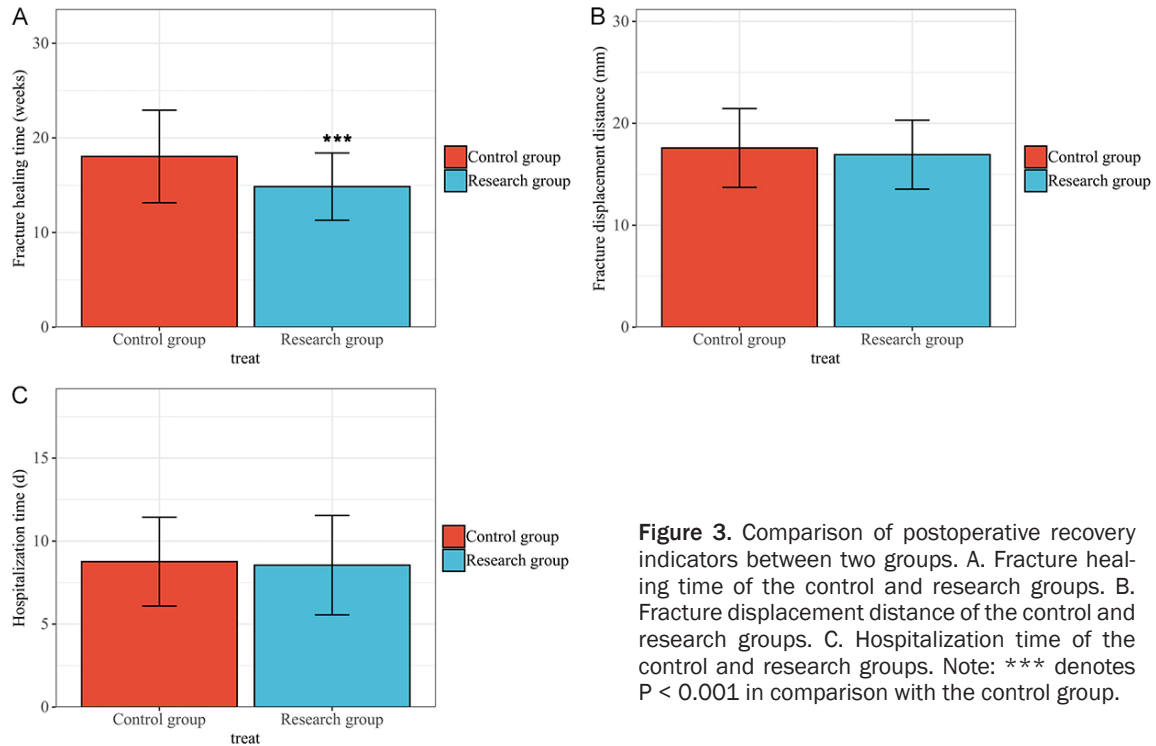 A
Fracture healing time (weeks)
30
20
10
0
***
Control group
Research group
treat
Control group
Research group
B
Fracture displacement distance (mm)
30
20
10
0
Control group
Research group
treat
Control group
Research group
C
Hospitalization time (d)
15
10
5
0
Control group
Research group
treat
Control group
Research group
Figure 3. Comparison of postoperative recovery
indicators between two groups. A. Fracture heal-
ing time of the control and research groups. B.
Fracture displacement distance of the control and
research groups. C. Hospitalization time of the
control and research groups. Note: *** denotes
P < 0.001 in comparison with the control group.